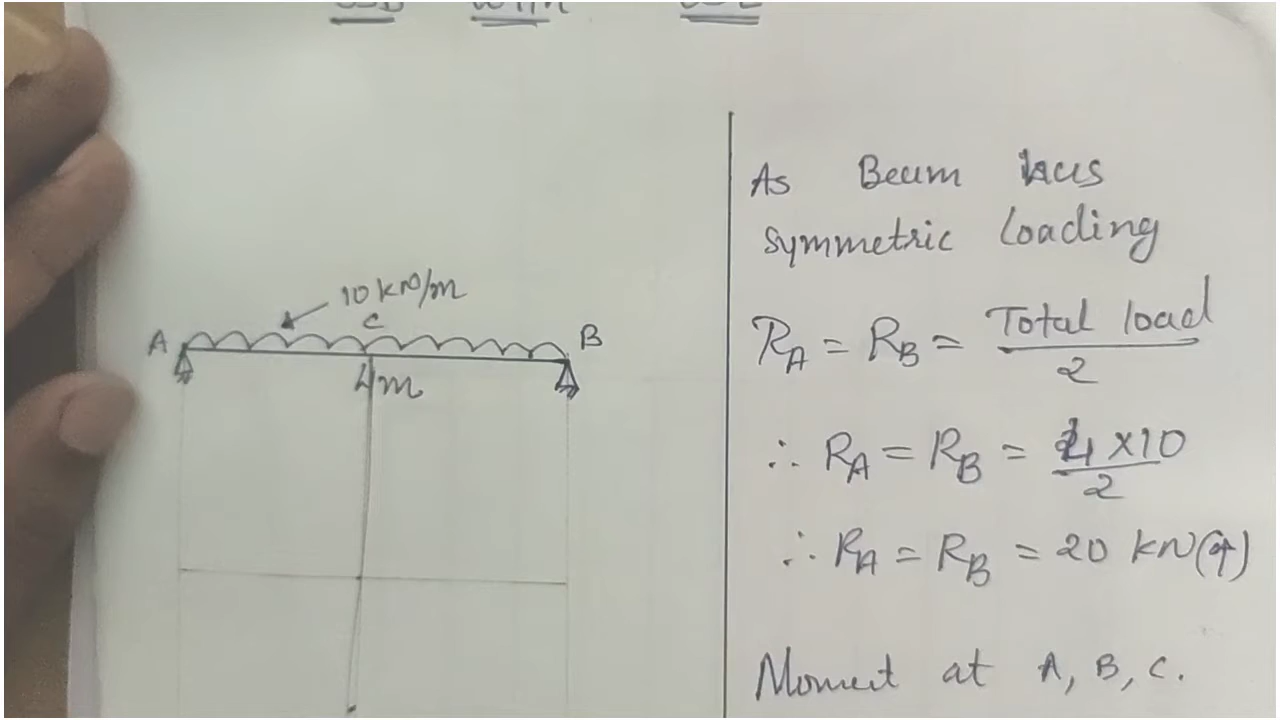 10 kN/m
A
C
B
4m
As Beam has
symmetric loading
RA = RB = Total load / 2
∴ RA = RB = 4 x 10 / 2
∴ RA = RB = 20 kN (↑)
Moment at A, B, C.